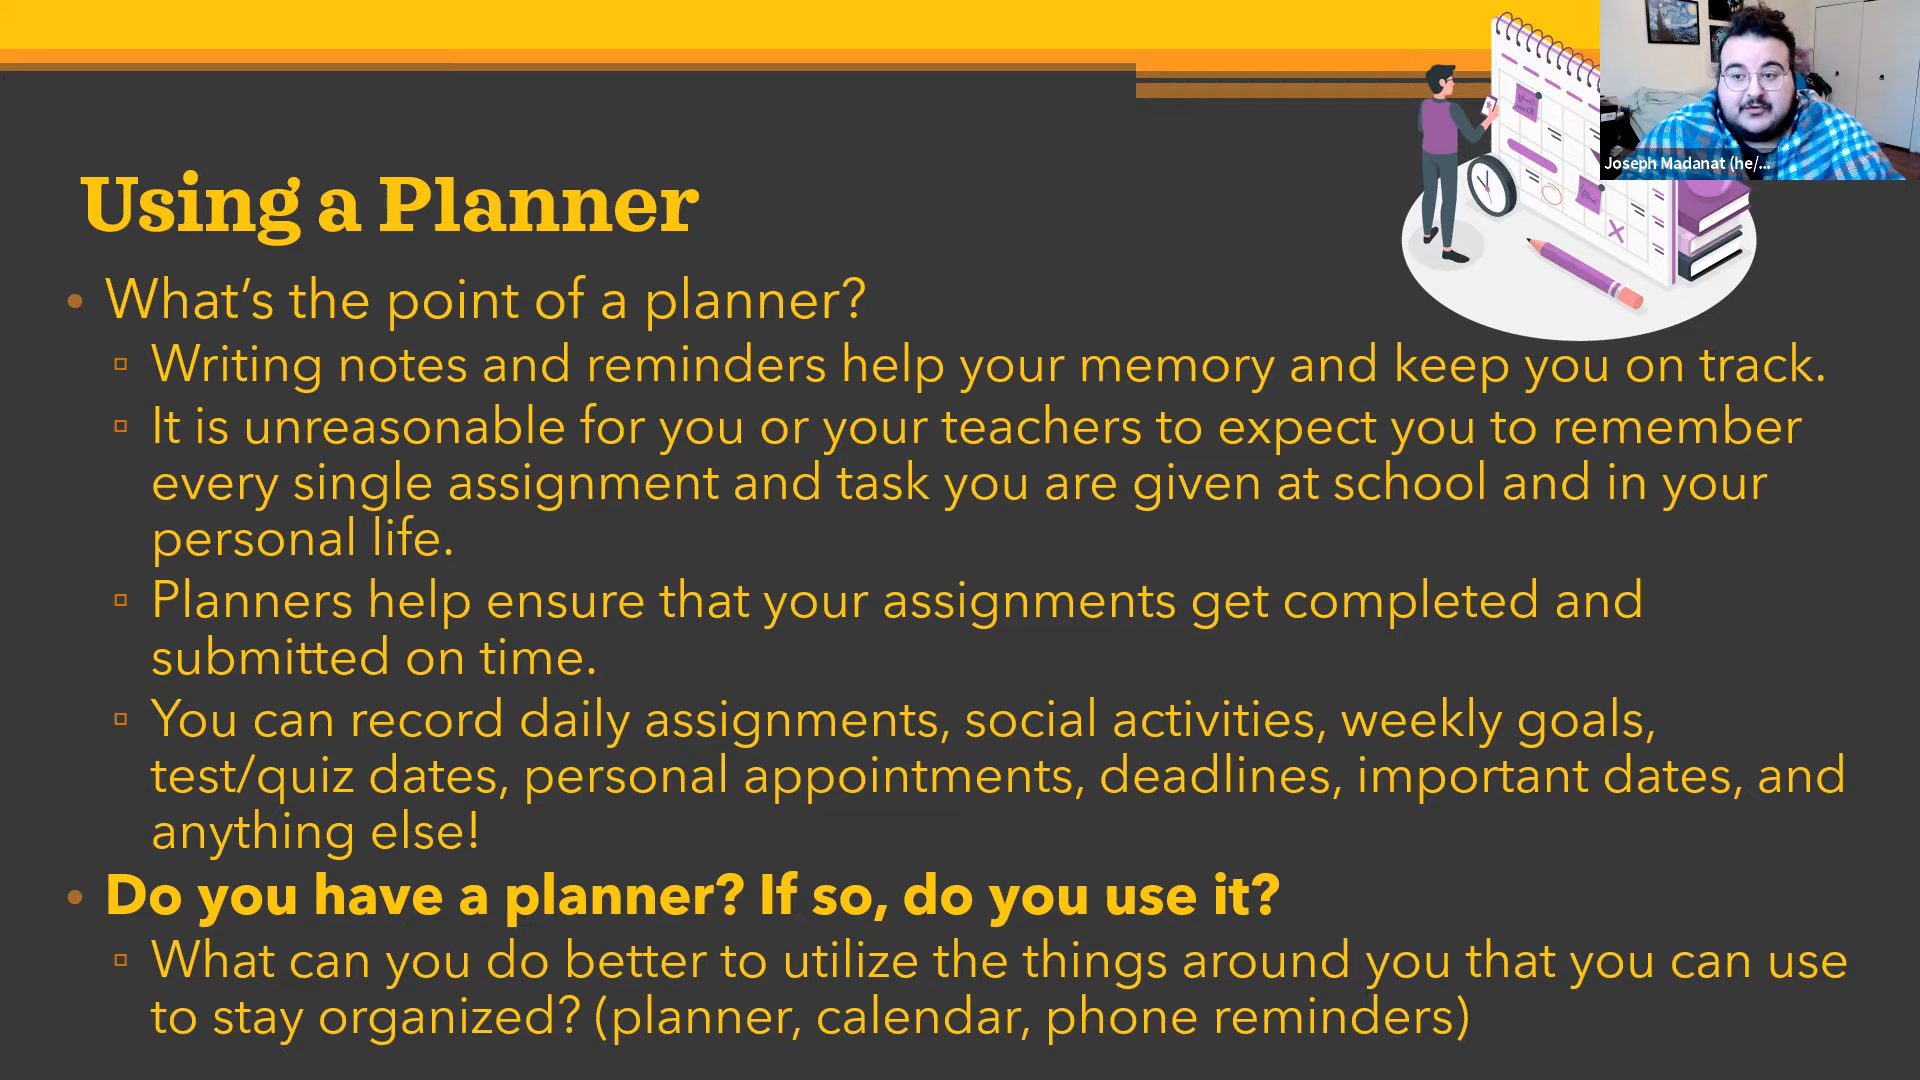 Joseph Madanat (he/...
Using a Planner
• What's the point of a planner?
▫ Writing notes and reminders help your memory and keep you on track.
▫ It is unreasonable for you or your teachers to expect you to remember
every single assignment and task you are given at school and in your
personal life.
▫ Planners help ensure that your assignments get completed and
submitted on time.
▫ You can record daily assignments, social activities, weekly goals,
test/quiz dates, personal appointments, deadlines, important dates, and
anything else!
• Do you have a planner? If so, do you use it?
▫ What can you do better to utilize the things around you that you can use
to stay organized? (planner, calendar, phone reminders)